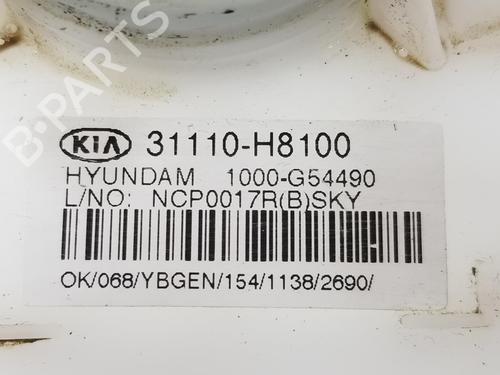 B-PARTS
KIA 31110-H8100
HYUNDAM 1000-G54490
L/NO: NCP0017R(B)SKY
OK/068/YBGEN/154/1138/2690/